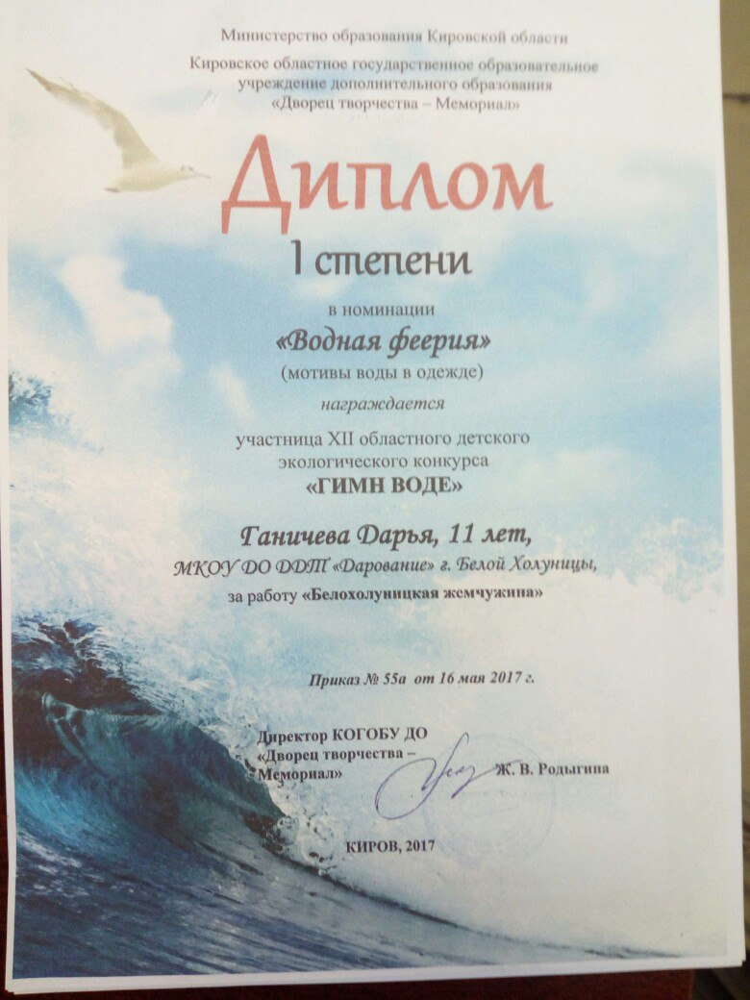 Министерство образования Кировской области
Кировское областное государственное образовательное
учреждение дополнительного образования
«Дворец творчества – Мемориал»
Диплом
I степени
в номинации
«Водная феерия»
(мотивы воды в одежде)
награждается
участница XII областного детского
экологического конкурса
«ГИМН ВОДЕ»
Ганичева Дарья, 11 лет,
МКОУ ДО ДДТ «Дарование» г. Белой Холуницы,
за работу «Белохолуницкая жемчужина»
Приказ № 55а от 16 мая 2017 г.
Директор КОГОБУ ДО
«Дворец творчества –
Мемориал» Ж. В. Родыгина
КИРОВ, 2017